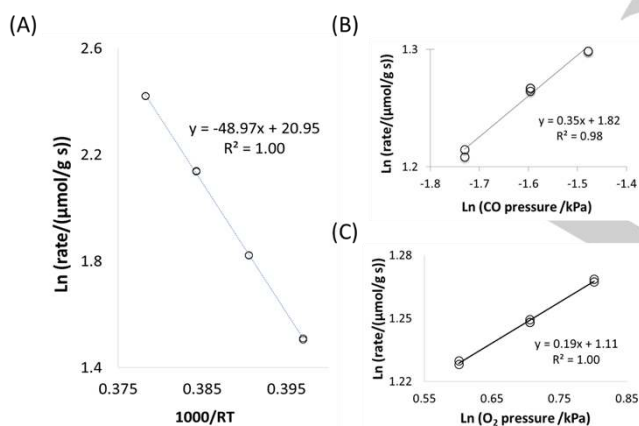 (A)
Ln (rate/(μmol/g s))
2.6
2.2
1.8
1.4
y = -48.97x + 20.95
R² = 1.00
0.375
0.385
0.395
1000/RT
(B)
Ln (rate/(μmol/g s))
1.3
1.2
y = 0.35x + 1.82
R² = 0.98
-1.8
-1.7
-1.6
-1.5
-1.4
Ln (CO pressure /kPa)
(C)
Ln (rate/(μmol/g s))
1.28
1.25
1.22
y = 0.19x + 1.11
R² = 1.00
0.55
0.65
0.75
0.85
Ln (O₂ pressure /kPa)